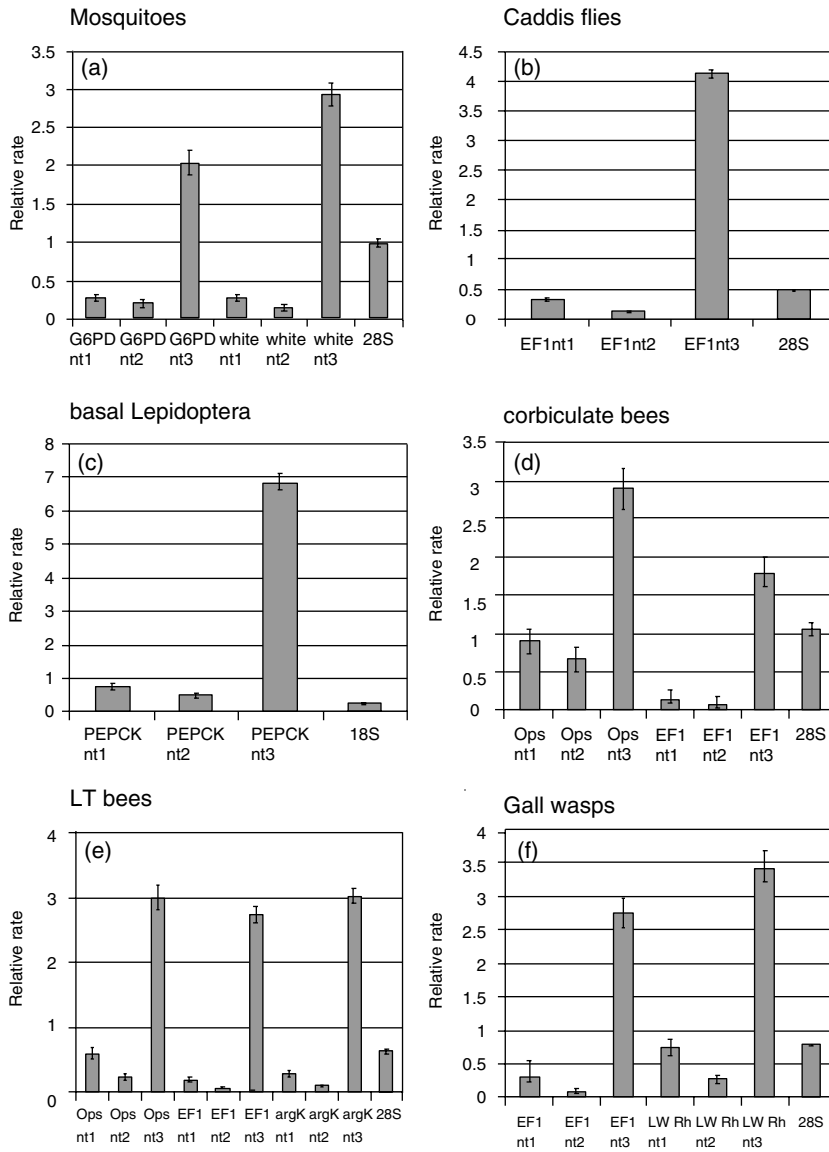 Mosquitoes
(a)
Relative rate
3.5
3
2.5
2
1.5
1
0.5
0
G6PD G6PD G6PD white white white 28S
nt1 nt2 nt3 nt1 nt2 nt3
Caddis flies
(b)
Relative rate
4.5
4
3.5
3
2.5
2
1.5
1
0.5
0
EF1nt1 EF1nt2 EF1nt3 28S
basal Lepidoptera
(c)
Relative rate
8
7
6
5
4
3
2
1
0
PEPCK PEPCK PEPCK 18S
nt1 nt2 nt3
corbiculate bees
(d)
Relative rate
3.5
3
2.5
2
1.5
1
0.5
0
Ops Ops Ops EF1 EF1 EF1 28S
nt1 nt2 nt3 nt1 nt2 nt3
LT bees
(e)
Relative rate
4
3
2
1
0
Ops Ops Ops EF1 EF1 EF1 argK argK argK 28S
nt1 nt2 nt3 nt1 nt2 nt3 nt1 nt2 nt3
Gall wasps
(f)
Relative rate
4
3.5
3
2.5
2
1.5
1
0.5
0
EF1 EF1 EF1 LW Rh LW Rh LW Rh 28S
nt1 nt2 nt3 nt1 nt2 nt3